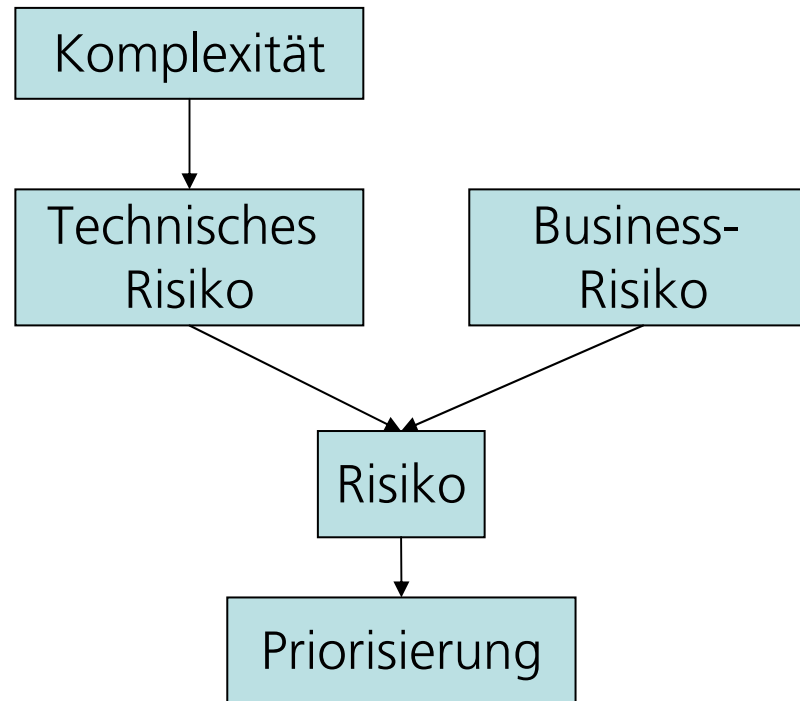 Komplexität
Technisches
Risiko
Business-
Risiko
Risiko
Priorisierung